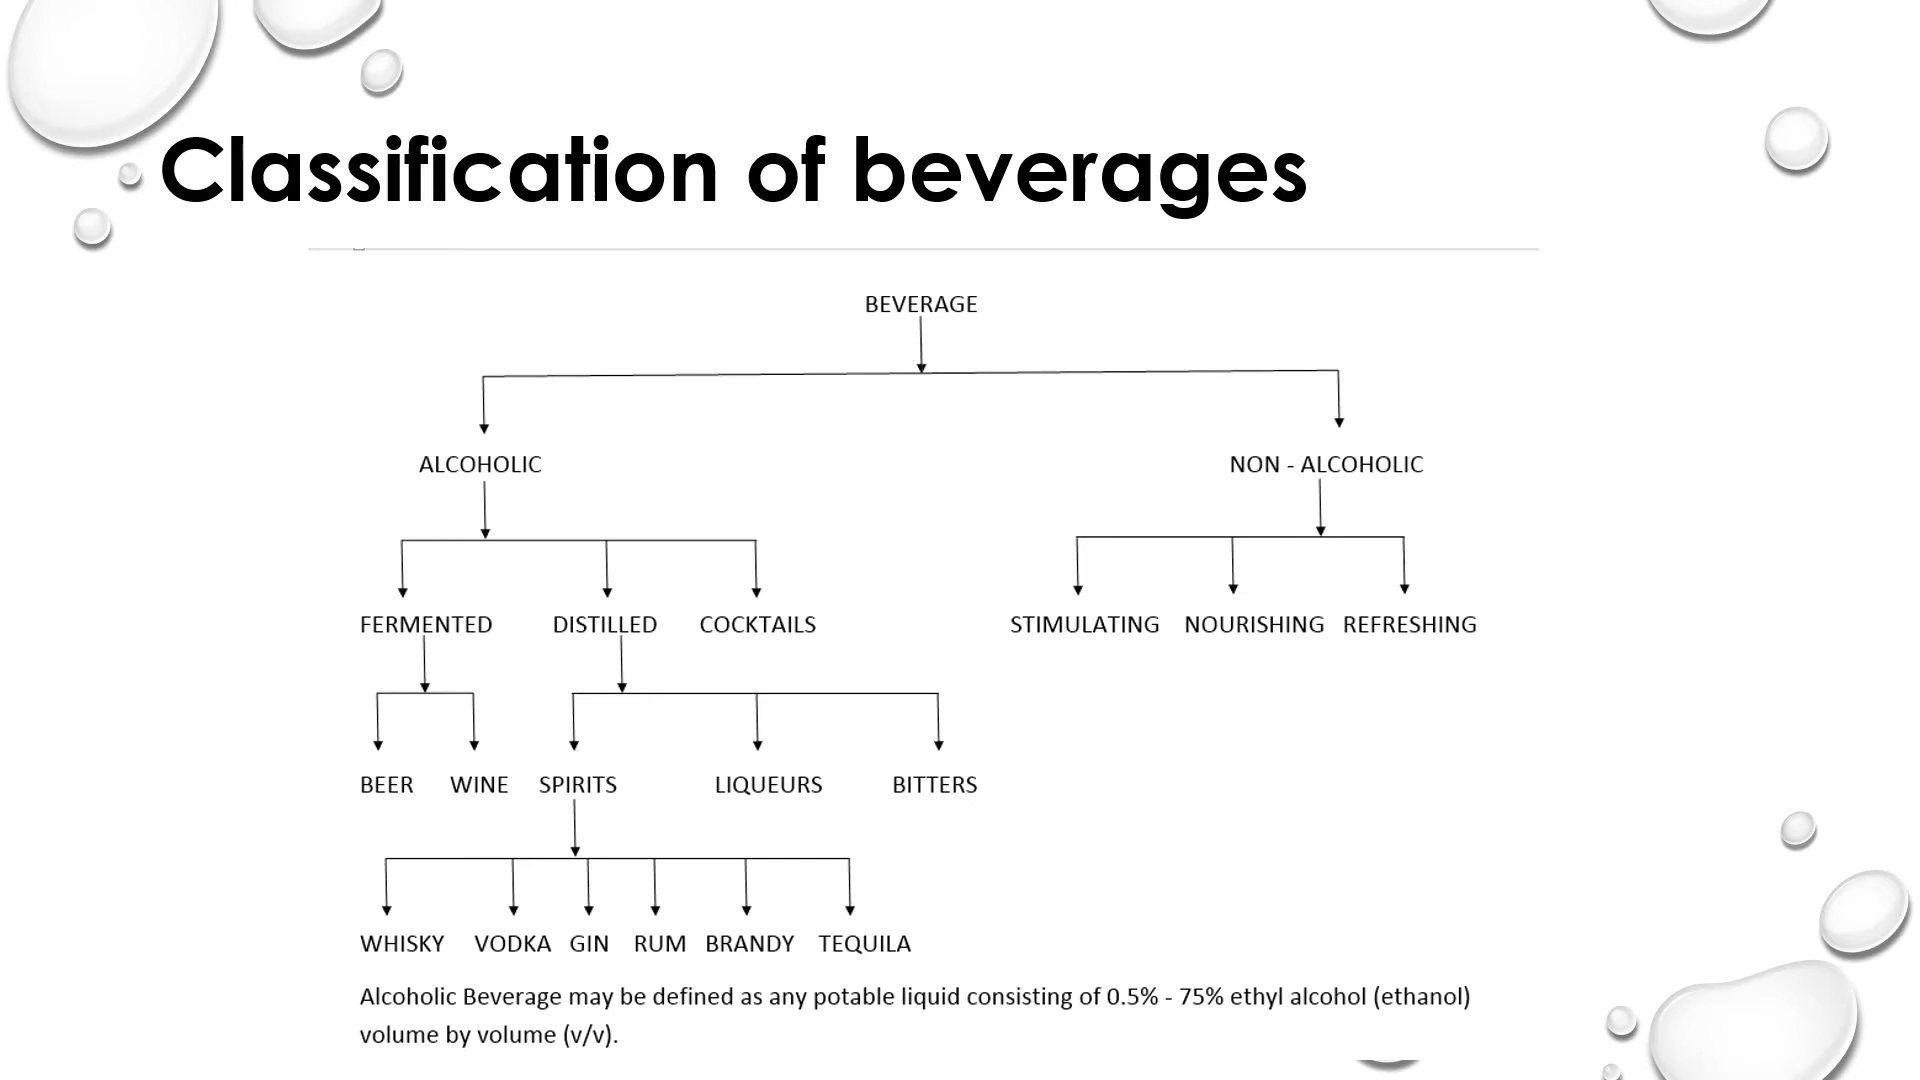 Classification of beverages
BEVERAGE
ALCOHOLIC NON - ALCOHOLIC
FERMENTED DISTILLED COCKTAILS STIMULATING NOURISHING REFRESHING
BEER WINE SPIRITS LIQUEURS BITTERS
WHISKY VODKA GIN RUM BRANDY TEQUILA
Alcoholic Beverage may be defined as any potable liquid consisting of 0.5% - 75% ethyl alcohol (ethanol)
volume by volume (v/v).